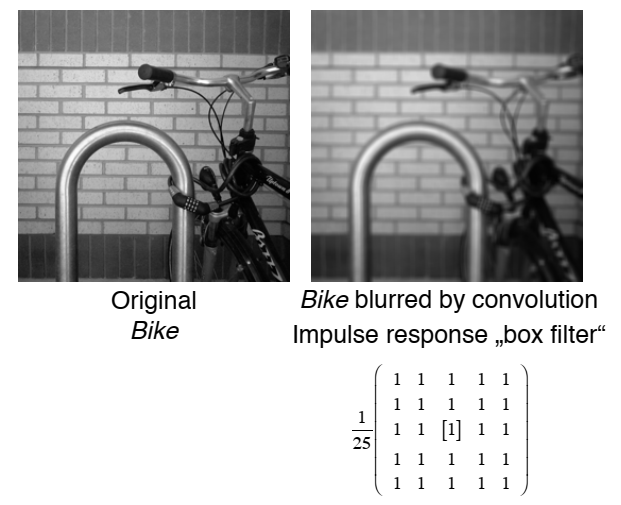 Original
Bike
Bike blurred by convolution
Impulse response „box filter“
1/25
1 1 1 1 1
1 1 1 1 1
1 1 [1] 1 1
1 1 1 1 1
1 1 1 1 1